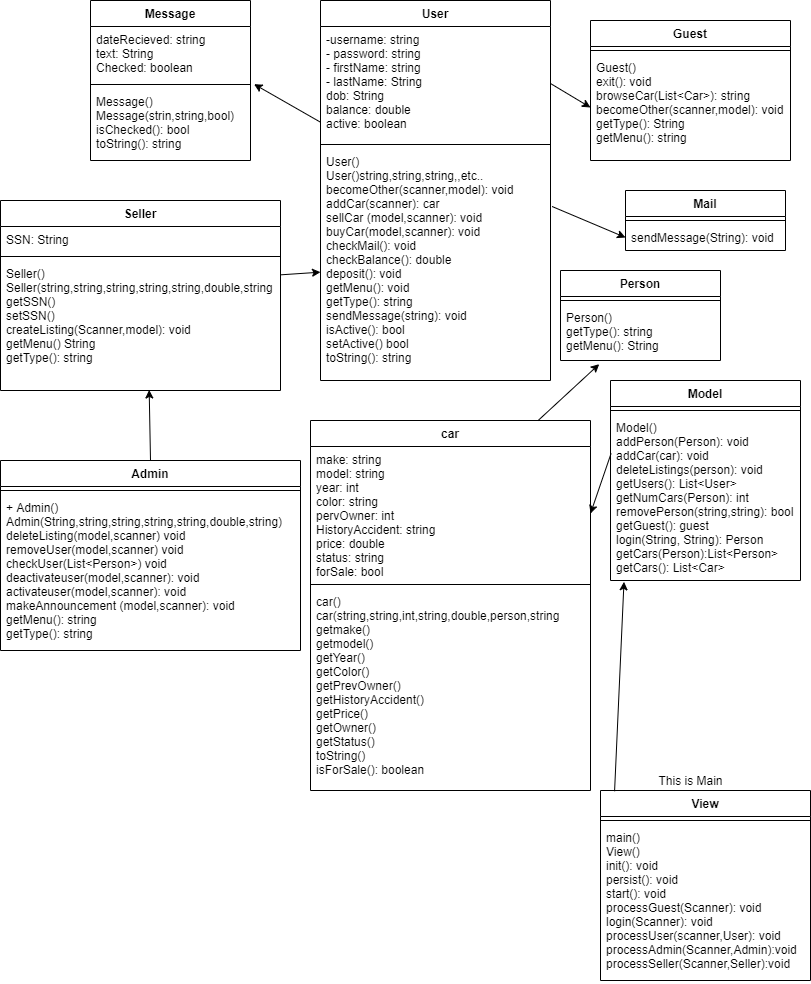 Message
dateRecieved: string
text: String
Checked: boolean
Message()
Message(strin,string,bool)
isChecked(): bool
toString(): string
User
-username: string
- password: string
- firstName: string
- lastName: String
dob: String
balance: double
active: boolean
User()
User()string,string,string,,etc..
becomeOther(scanner,model): void
addCar(scanner): car
sellCar (model,scanner): void
buyCar(model,scanner): void
checkMail(): void
checkBalance(): double
deposit(): void
getMenu(): void
getType(): string
sendMessage(string): void
isActive(): bool
setActive() bool
toString(): string
Guest
Guest()
exit(): void
browseCar(List<Car>): string
becomeOther(scanner,model): void
getType(): String
getMenu(): string
Seller
SSN: String
Seller()
Seller(string,string,string,string,string,double,string
getSSN()
setSSN()
createListing(Scanner,model): void
getMenu() String
getType(): string
Mail
sendMessage(String): void
Person
Person()
getType(): string
getMenu(): String
Admin
+ Admin()
Admin(String,string,string,string,string,double,string)
deleteListing(model,scanner) void
removeUser(model,scanner) void
checkUser(List<Person>) void
deactivateuser(model,scanner): void
activateuser(model,scanner): void
makeAnnouncement (model,scanner): void
getMenu(): string
getType(): string
car
make: string
model: string
year: int
color: string
pervOwner: int
HistoryAccident: string
price: double
status: string
forSale: bool
car()
car(string,string,int,string,double,person,string
getmake()
getmodel()
getYear()
getColor()
getPrevOwner()
getHistoryAccident()
getPrice()
getOwner()
getStatus()
toString()
isForSale(): boolean
Model
Model()
addPerson(Person): void
addCar(car): void
deleteListings(person): void
getUsers(): List<User>
getNumCars(Person): int
removePerson(string,string): bool
getGuest(): guest
login(String, String): Person
getCars(Person):List<Person>
getCars(): List<Car>
This is Main
View
main()
View()
init(): void
persist(): void
start(): void
processGuest(Scanner): void
login(Scanner): void
processUser(scanner,User): void
processAdmin(Scanner,Admin):void
processSeller(Scanner,Seller):void